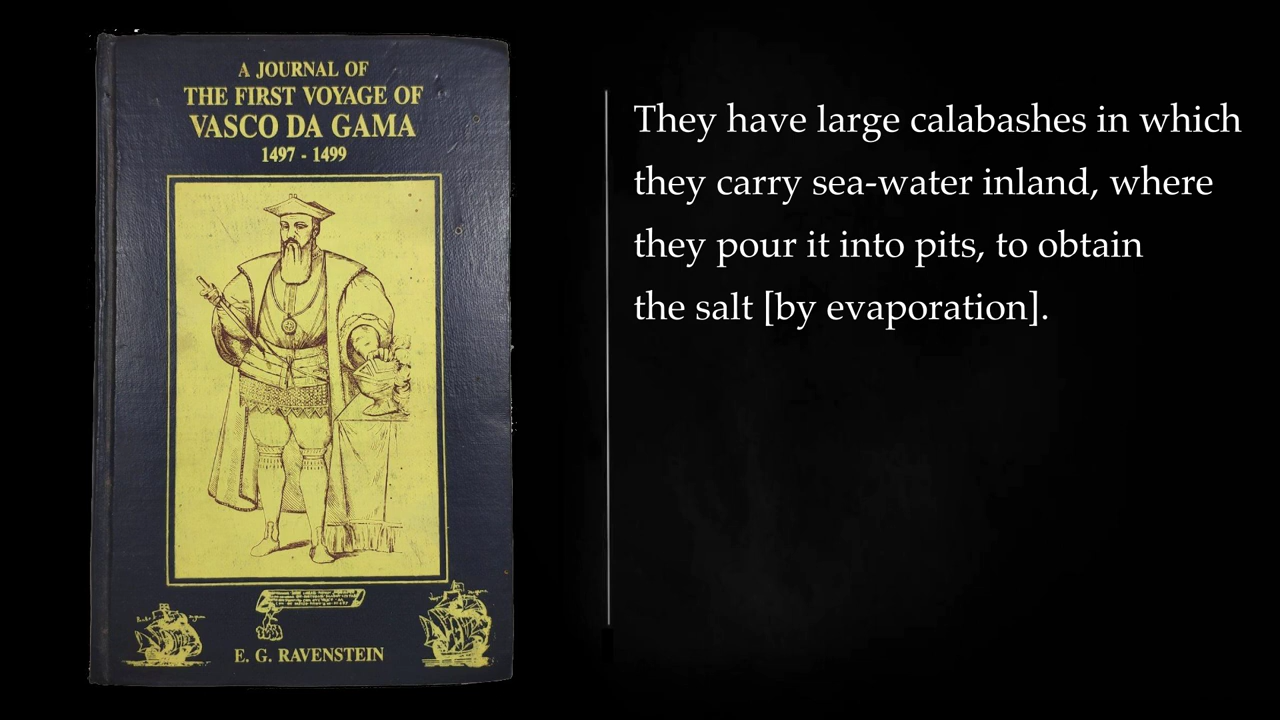 A JOURNAL OF
THE FIRST VOYAGE OF
VASCO DA GAMA
1497 - 1499
E. G. RAVENSTEIN
They have large calabashes in which
they carry sea-water inland, where
they pour it into pits, to obtain
the salt [by evaporation].